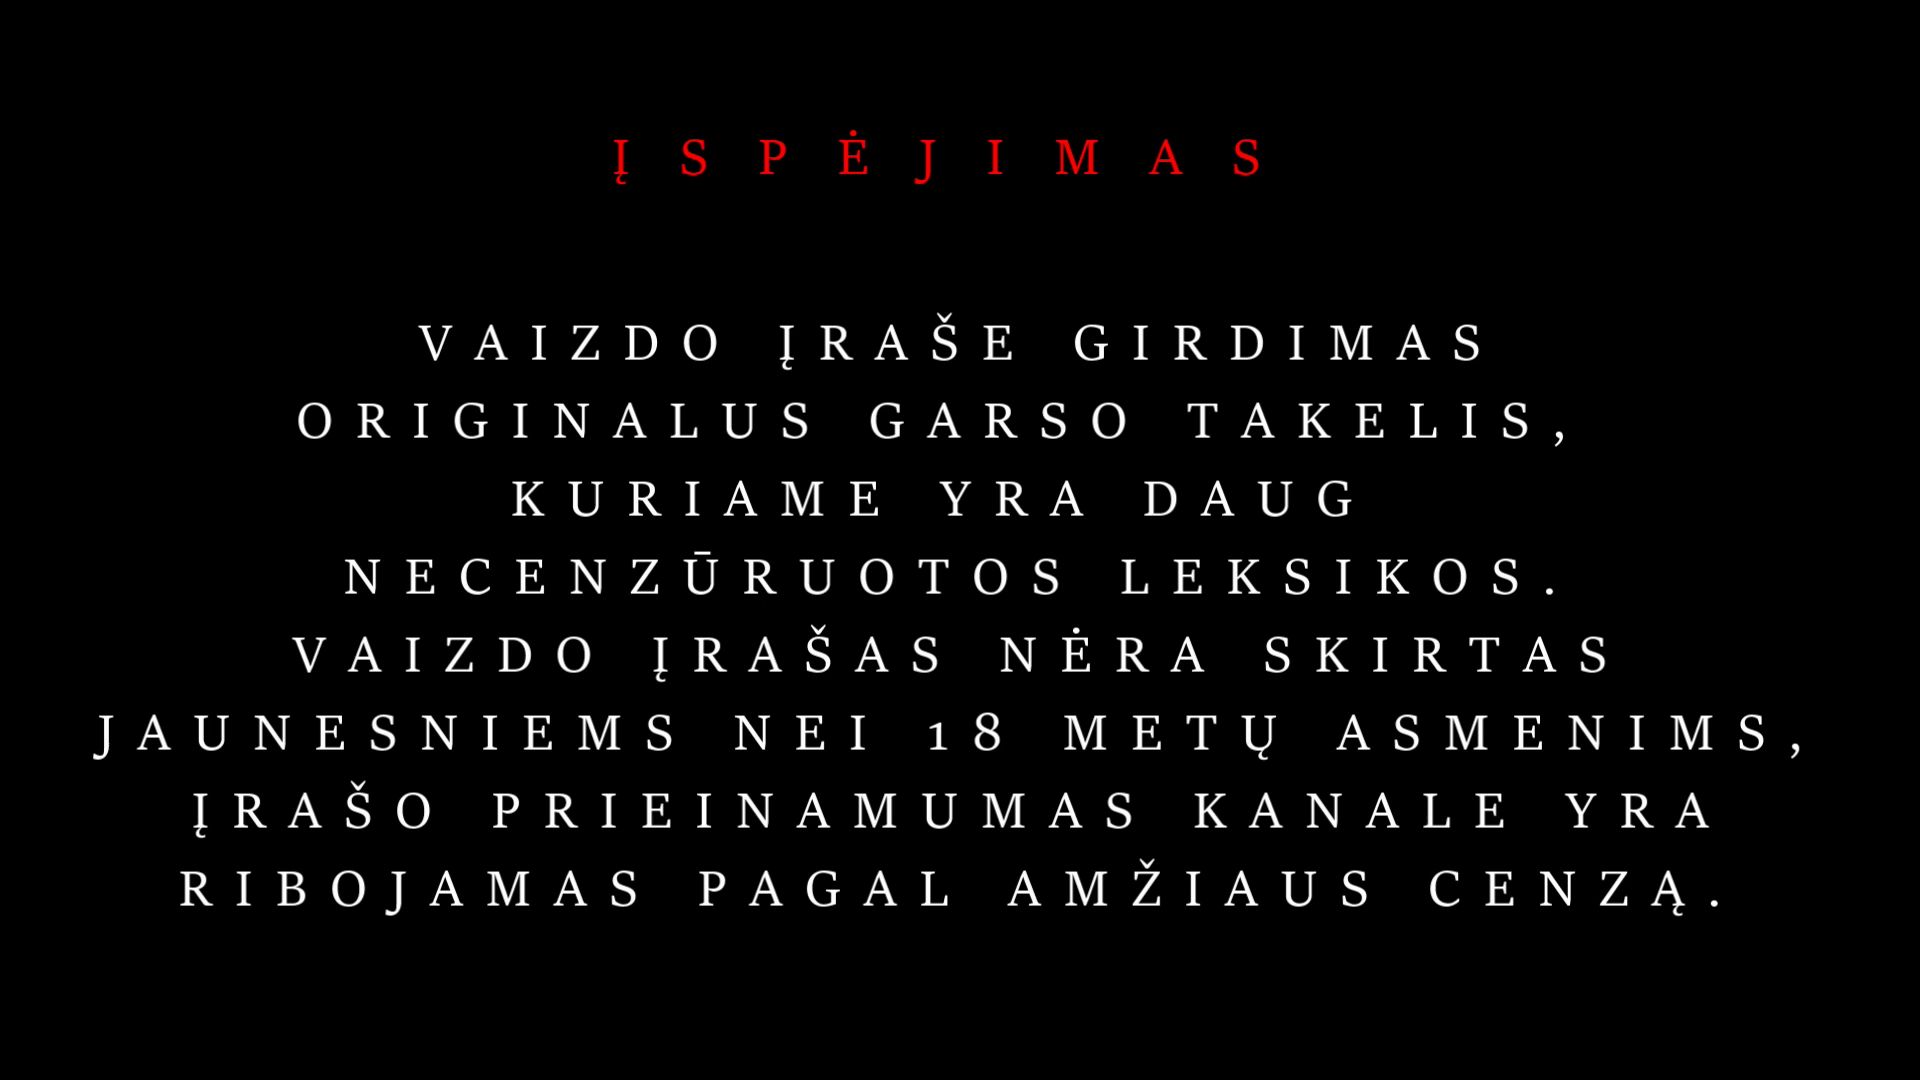 ĮSPĖJIMAS
VAIZDO ĮRAŠE GIRDIMAS
ORIGINALUS GARSO TAKELIS,
KURIAME YRA DAUG
NECENZŪRUOTOS LEKSIKOS.
VAIZDO ĮRAŠAS NĖRA SKIRTAS
JAUNESNIEMS NEI 18 METŲ ASMENIMS,
ĮRAŠO PRIEINAMUMAS KANALE YRA
RIBOJAMAS PAGAL AMŽIAUS CENZĄ.